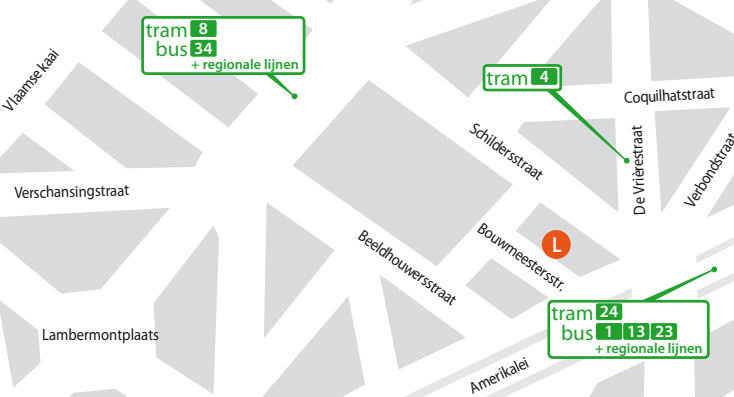 tram 8
bus 34
+ regionale lijnen
Vlaamse kaai
tram 4
Coquilhatstraat
Schildersstraat
De Vrièrestraat
Verbondstraat
Verschansingstraat
Beeldhouwersstraat
Bouwmeestersstr.
L
tram 24
bus 1 13 23
+ regionale lijnen
Lambermontplaats
Amerikalei